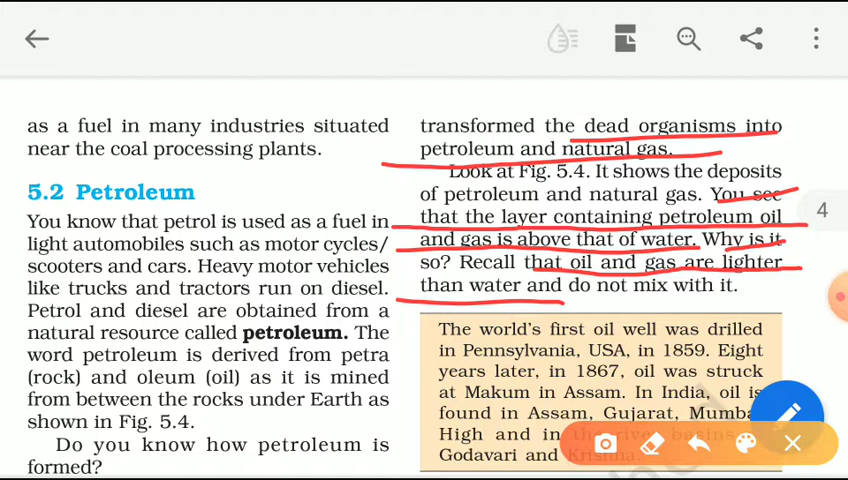 as a fuel in many industries situated
near the coal processing plants.
5.2 Petroleum
You know that petrol is used as a fuel in
light automobiles such as motor cycles/
scooters and cars. Heavy motor vehicles
like trucks and tractors run on diesel.
Petrol and diesel are obtained from a
natural resource called petroleum. The
word petroleum is derived from petra
(rock) and oleum (oil) as it is mined
from between the rocks under Earth as
shown in Fig. 5.4.
Do you know how petroleum is
formed?
transformed the dead organisms into
petroleum and natural gas.
Look at Fig. 5.4. It shows the deposits
of petroleum and natural gas. You see
that the layer containing petroleum oil
and gas is above that of water. Why is it
so? Recall that oil and gas are lighter
than water and do not mix with it.
The world's first oil well was drilled
in Pennsylvania, USA, in 1859. Eight
years later, in 1867, oil was struck
at Makum in Assam. In India, oil is
found in Assam, Gujarat, Mumba
High and in the river basins
Godavari and Krishna.
4